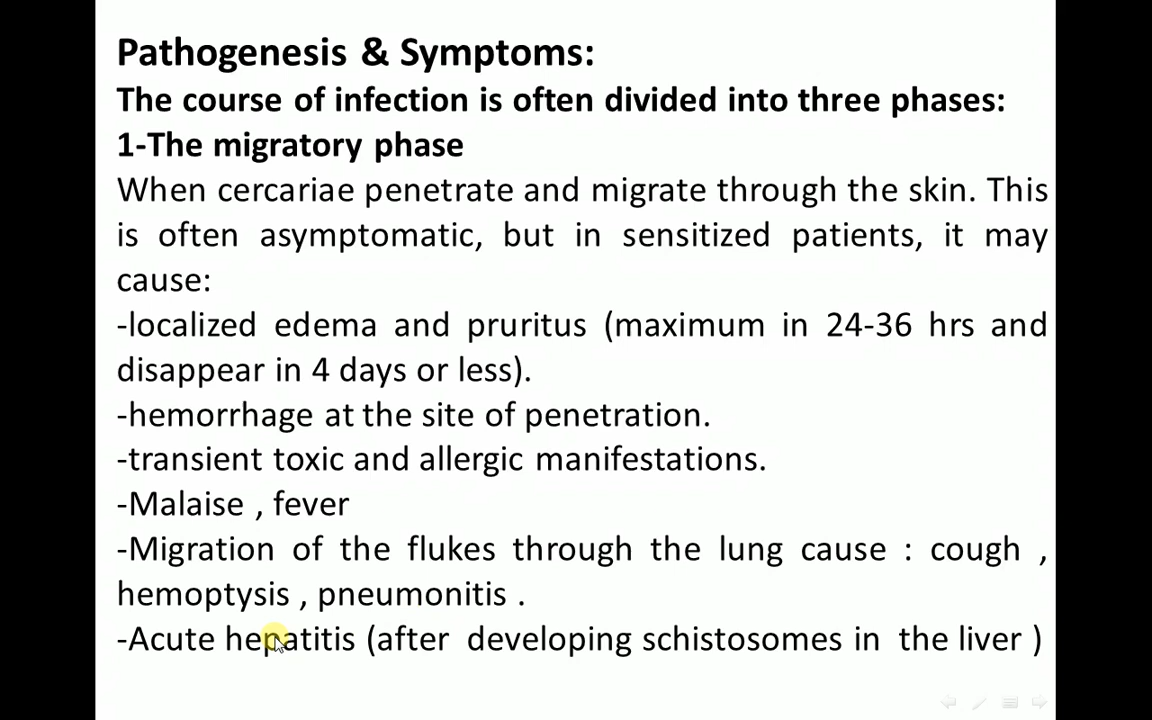 Pathogenesis & Symptoms:
The course of infection is often divided into three phases:
1-The migratory phase
When cercariae penetrate and migrate through the skin. This
is often asymptomatic, but in sensitized patients, it may
cause:
-localized edema and pruritus (maximum in 24-36 hrs and
disappear in 4 days or less).
-hemorrhage at the site of penetration.
-transient toxic and allergic manifestations.
-Malaise , fever
-Migration of the flukes through the lung cause : cough ,
hemoptysis , pneumonitis .
-Acute hepatitis (after developing schistosomes in the liver )